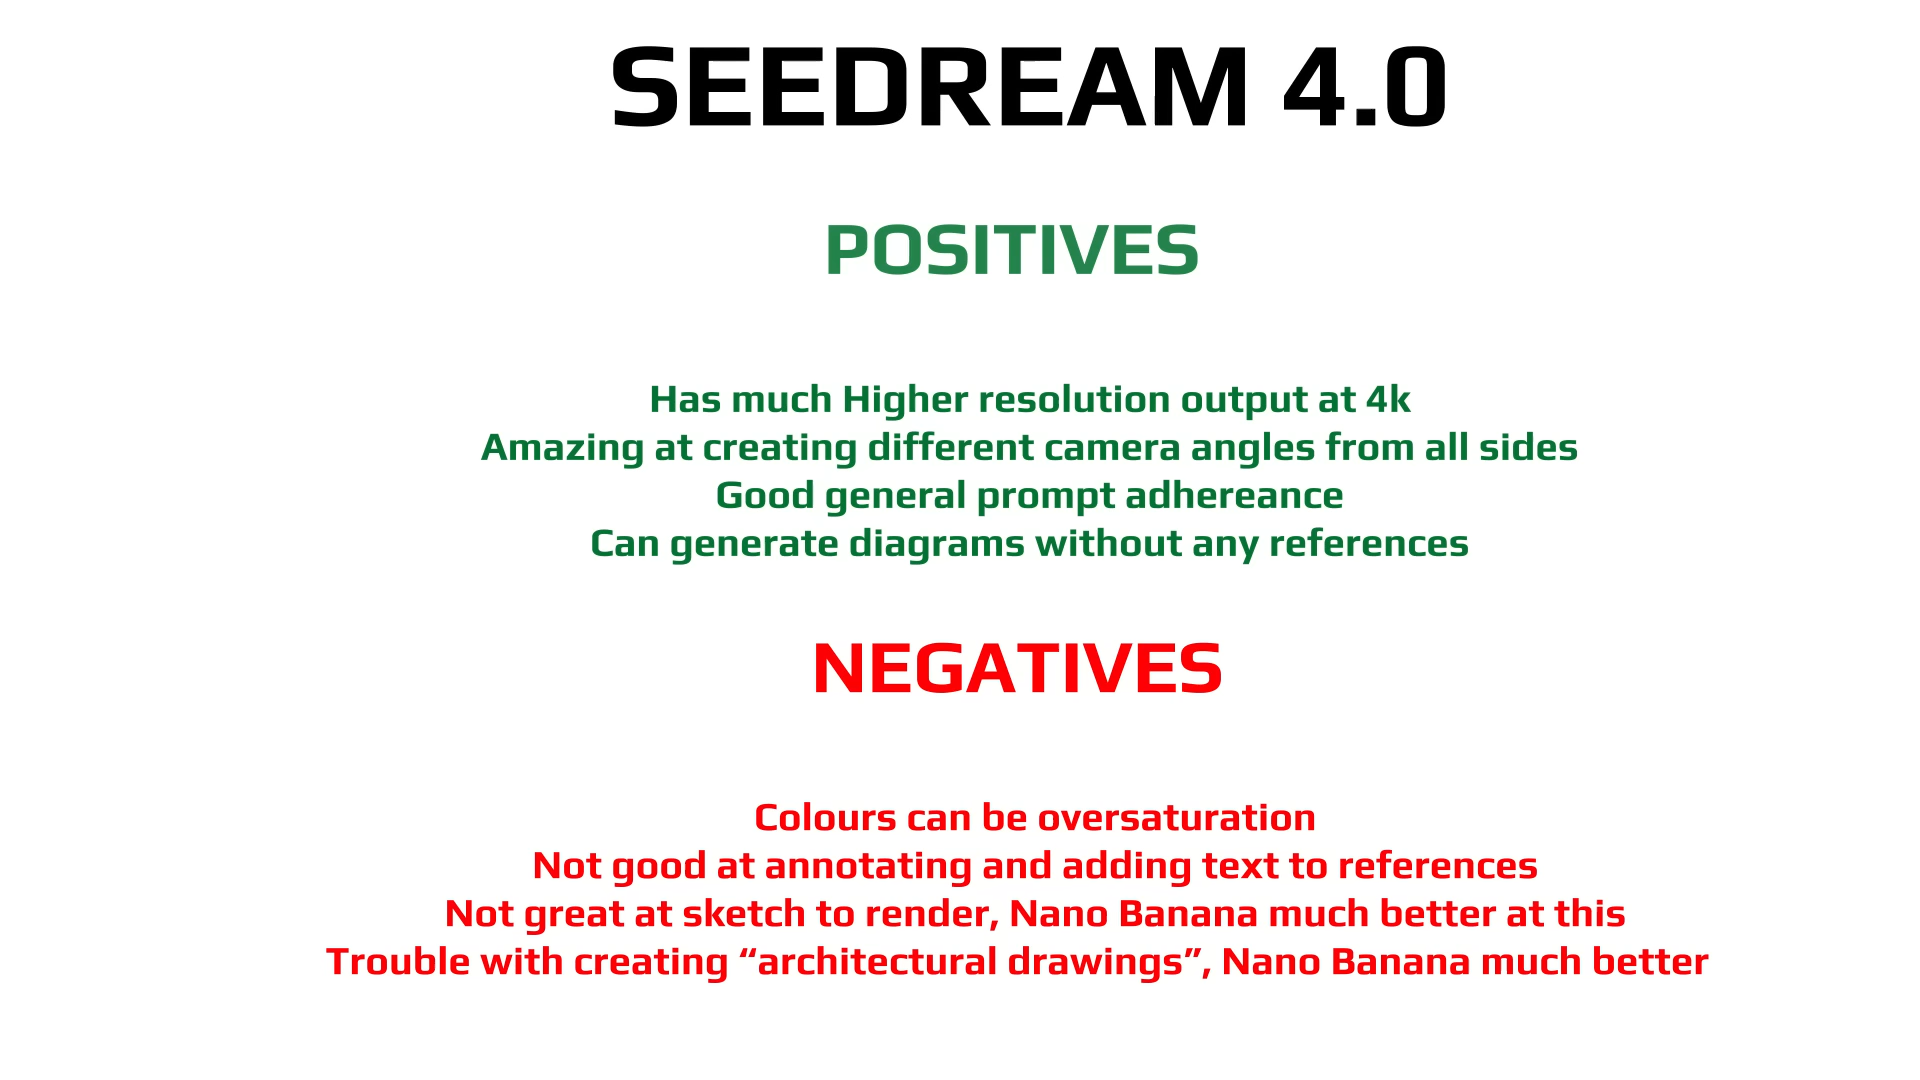 SEEDREAM 4.0
POSITIVES
Has much Higher resolution output at 4k
Amazing at creating different camera angles from all sides
Good general prompt adhereance
Can generate diagrams without any references
NEGATIVES
Colours can be oversaturation
Not good at annotating and adding text to references
Not great at sketch to render, Nano Banana much better at this
Trouble with creating “architectural drawings”, Nano Banana much better